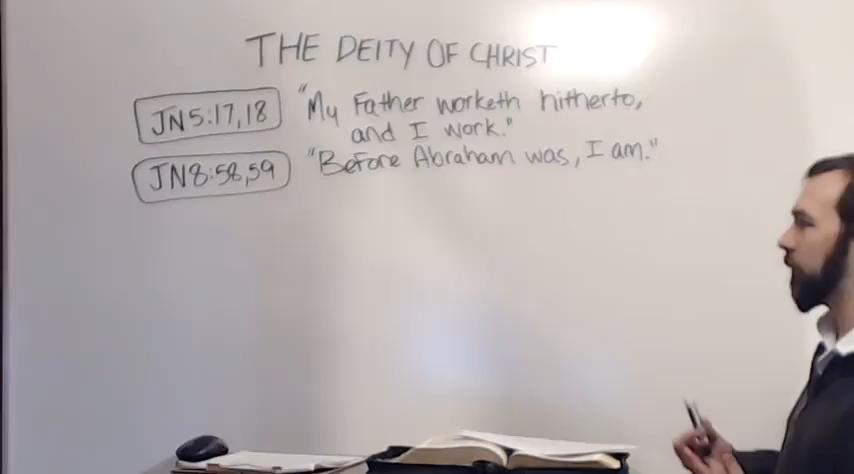 THE DEITY OF CHRIST
JN 5:17,18 "My Father worketh hitherto,
and I work."
JN 8:58,59 "Before Abraham was, I am."